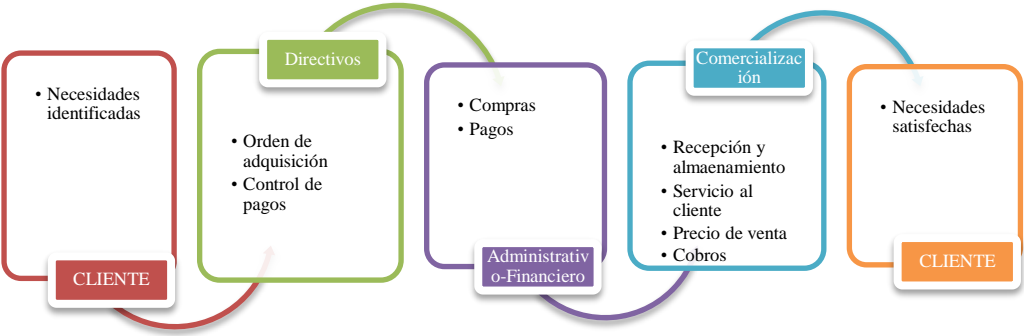 • Necesidades
identificadas
CLIENTE
Directivos
• Orden de
adquisición
• Control de
pagos
• Compras
• Pagos
Administrativ
o-Financiero
Comercializac
ión
• Recepción y
almaenamiento
• Servicio al
cliente
• Precio de venta
• Cobros
• Necesidades
satisfechas
CLIENTE